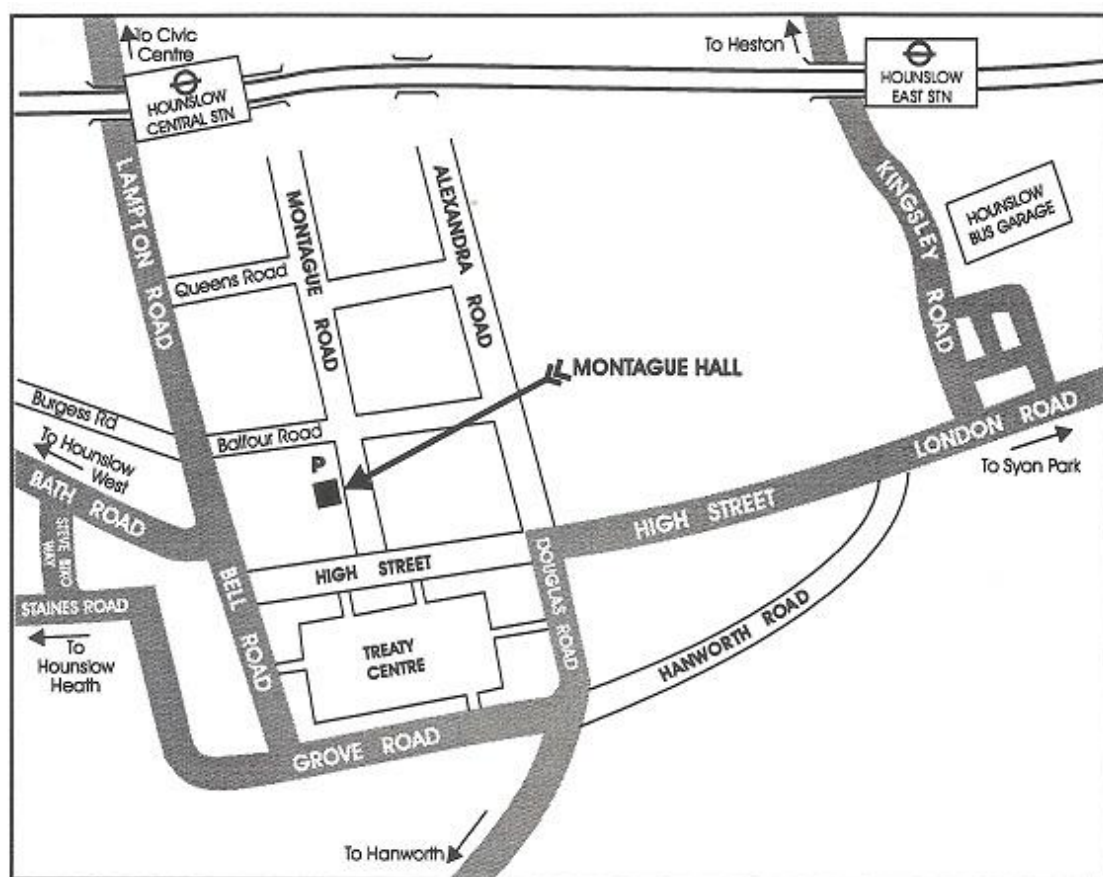 To Civic
Centre
To Heston
HOUNSLOW
CENTRAL STN
HOUNSLOW
EAST STN
LAMPTON ROAD
MONTAGUE ROAD
ALEXANDRA ROAD
KINGSLEY ROAD
HOUNSLOW
BUS GARAGE
Queens Road
MONTAGUE HALL
Burgess Rd
Balfour Road
P
To Hounslow
West
BATH ROAD
LONDON ROAD
To Syon Park
HIGH STREET
STEVE BIKO
WAY
HIGH STREET
DOUGLAS ROAD
BELL ROAD
STAINES ROAD
To
Hounslow
Heath
TREATY
CENTRE
HANWORTH ROAD
GROVE ROAD
To Hanworth